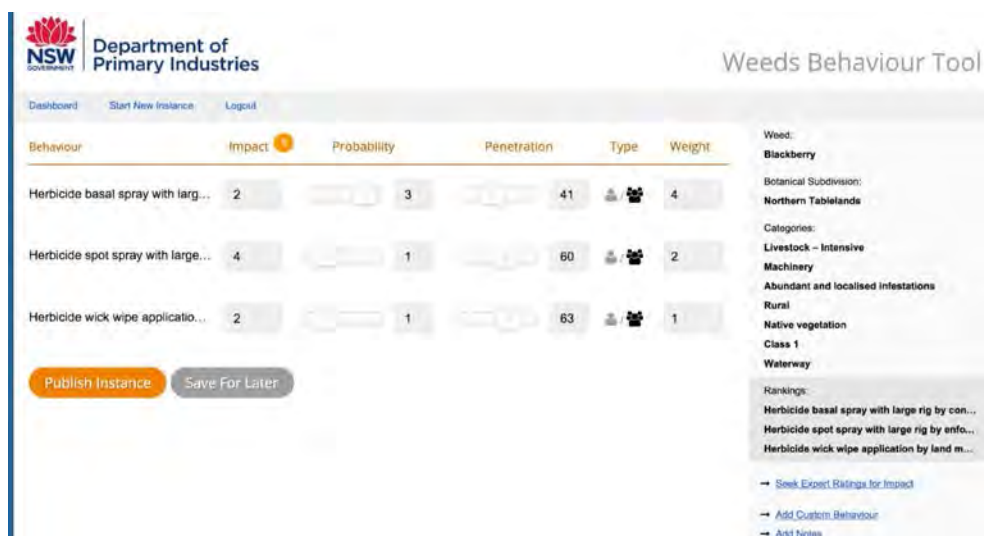 NSW
GOVERNMENT
Department of
Primary Industries
Weeds Behaviour Tool
Dashboard Start New Instance Logout
Behaviour Impact Probability Penetration Type Weight
Herbicide basal spray with larg... 2 3 41 / 4
Herbicide spot spray with large... 4 1 60 / 2
Herbicide wick wipe applicatio... 2 1 63 / 1
Publish Instance Save For Later
Weed:
Blackberry
Botanical Subdivision:
Northern Tablelands
Categories:
Livestock – Intensive
Machinery
Abundant and localised infestations
Rural
Native vegetation
Class 1
Waterway
Rankings:
Herbicide basal spray with large rig by con...
Herbicide spot spray with large rig by enfo...
Herbicide wick wipe application by land m...
→ Seek Expert Ratings for Impact
→ Add Custom Behaviour
→ Add Notes